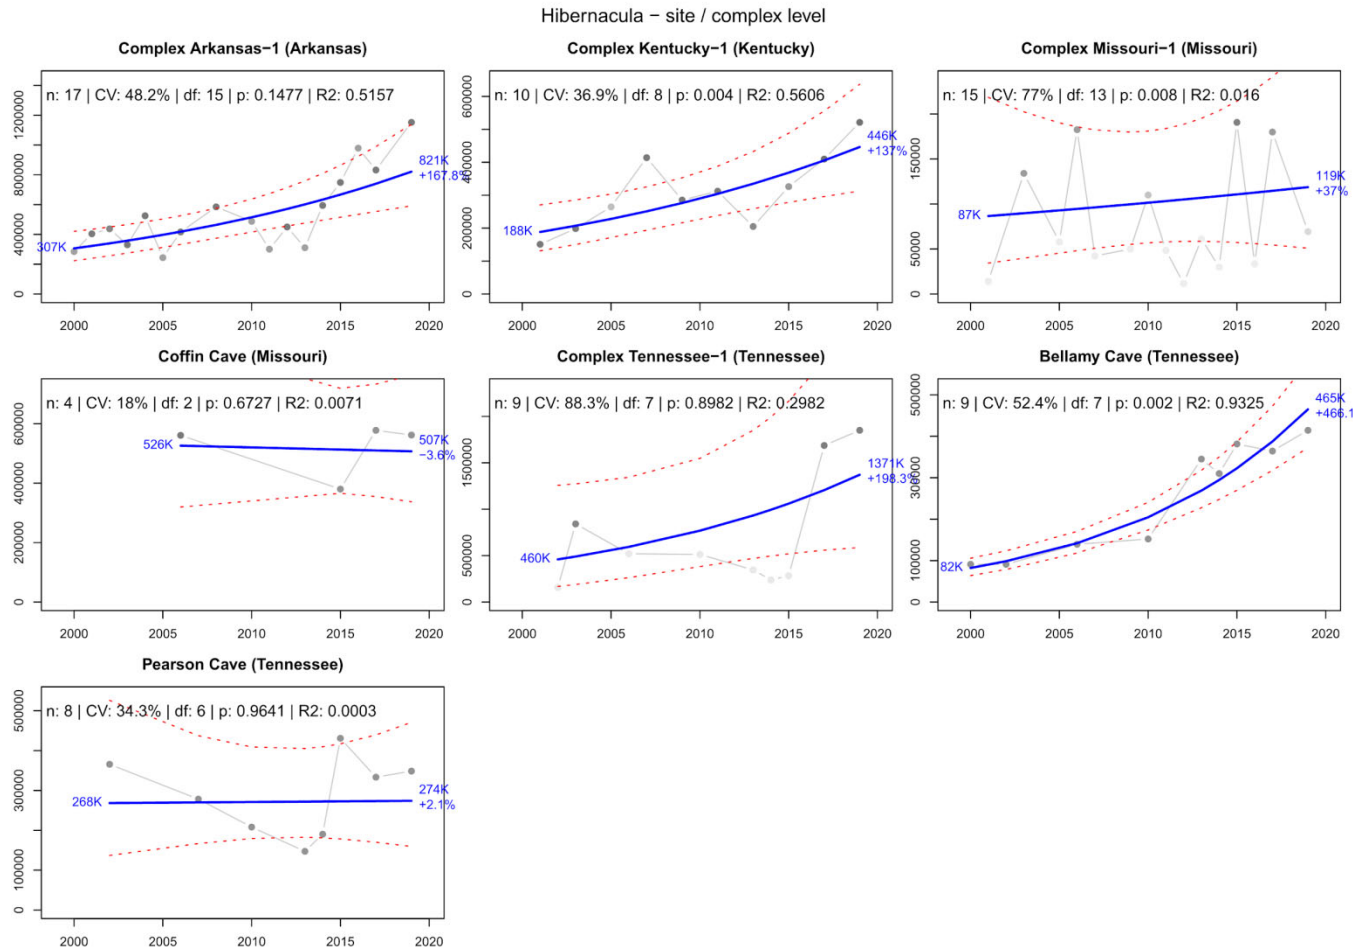 Hibernacula − site / complex level
Complex Arkansas−1 (Arkansas)
n: 17 | CV: 48.2% | df: 15 | p: 0.1477 | R2: 0.5157
307K
821K
+167.8%
0
400000
800000
1200000
2000
2005
2010
2015
2020
Complex Kentucky−1 (Kentucky)
n: 10 | CV: 36.9% | df: 8 | p: 0.004 | R2: 0.5606
188K
446K
+137%
0
200000
400000
600000
2000
2005
2010
2015
2020
Complex Missouri−1 (Missouri)
n: 15 | CV: 77% | df: 13 | p: 0.008 | R2: 0.016
87K
119K
+37%
0
50000
150000
2000
2005
2010
2015
2020
Coffin Cave (Missouri)
n: 4 | CV: 18% | df: 2 | p: 0.6727 | R2: 0.0071
526K
507K
−3.6%
0
200000
400000
600000
2000
2005
2010
2015
2020
Complex Tennessee−1 (Tennessee)
n: 9 | CV: 88.3% | df: 7 | p: 0.8982 | R2: 0.2982
460K
1371K
+198.3%
0
500000
1500000
2000
2005
2010
2015
2020
Bellamy Cave (Tennessee)
n: 9 | CV: 52.4% | df: 7 | p: 0.002 | R2: 0.9325
82K
465K
+466.1
0
100000
300000
500000
2000
2005
2010
2015
2020
Pearson Cave (Tennessee)
n: 8 | CV: 34.3% | df: 6 | p: 0.9641 | R2: 0.0003
268K
274K
+2.1%
0
100000
300000
500000
2000
2005
2010
2015
2020